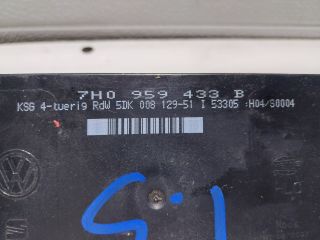 7H0 959 433 B
KSG 4-tuerig RdW 5DK 008 129-51 I 53305 :H04/S0004